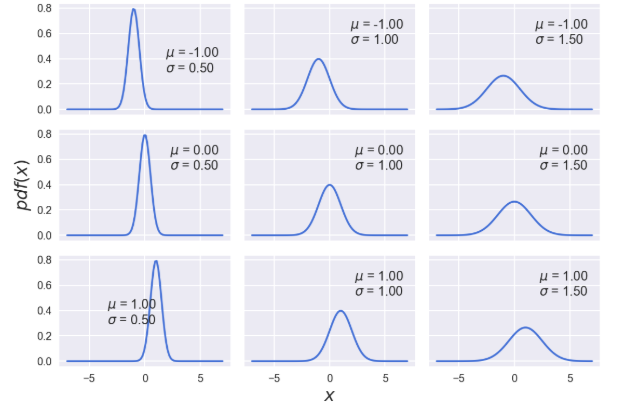 0.8
0.6
0.4
0.2
0.0
μ = -1.00
σ = 0.50
μ = -1.00
σ = 1.00
μ = -1.00
σ = 1.50
0.8
0.6
0.4
0.2
0.0
μ = 0.00
σ = 0.50
μ = 0.00
σ = 1.00
μ = 0.00
σ = 1.50
pdf(x)
0.8
0.6
0.4
0.2
0.0
μ = 1.00
σ = 0.50
μ = 1.00
σ = 1.00
μ = 1.00
σ = 1.50
−5 0 5
−5 0 5
−5 0 5
x